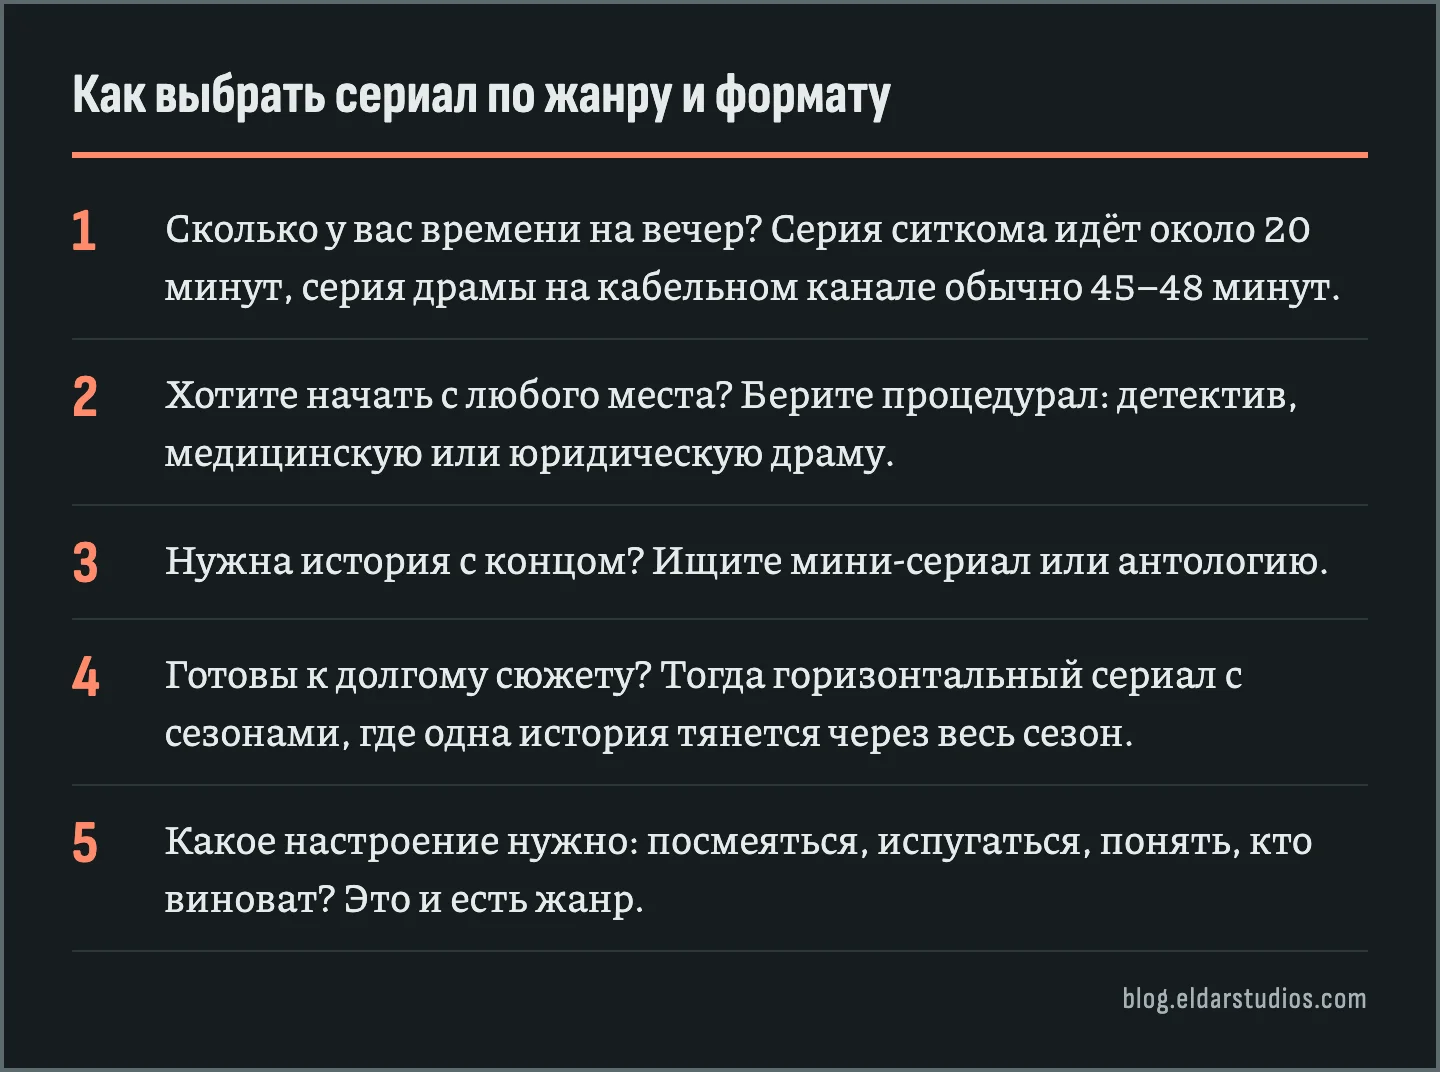 Как выбрать сериал по жанру и формату
1
Сколько у вас времени на вечер? Серия ситкома идёт около 20
минут, серия драмы на кабельном канале обычно 45–48 минут.
2
Хотите начать с любого места? Берите процедурал: детектив,
медицинскую или юридическую драму.
3
Нужна история с концом? Ищите мини-сериал или антологию.
4
Готовы к долгому сюжету? Тогда горизонтальный сериал с
сезонами, где одна история тянется через весь сезон.
5
Какое настроение нужно: посмеяться, испугаться, понять, кто
виноват? Это и есть жанр.
blog.eldarstudios.com